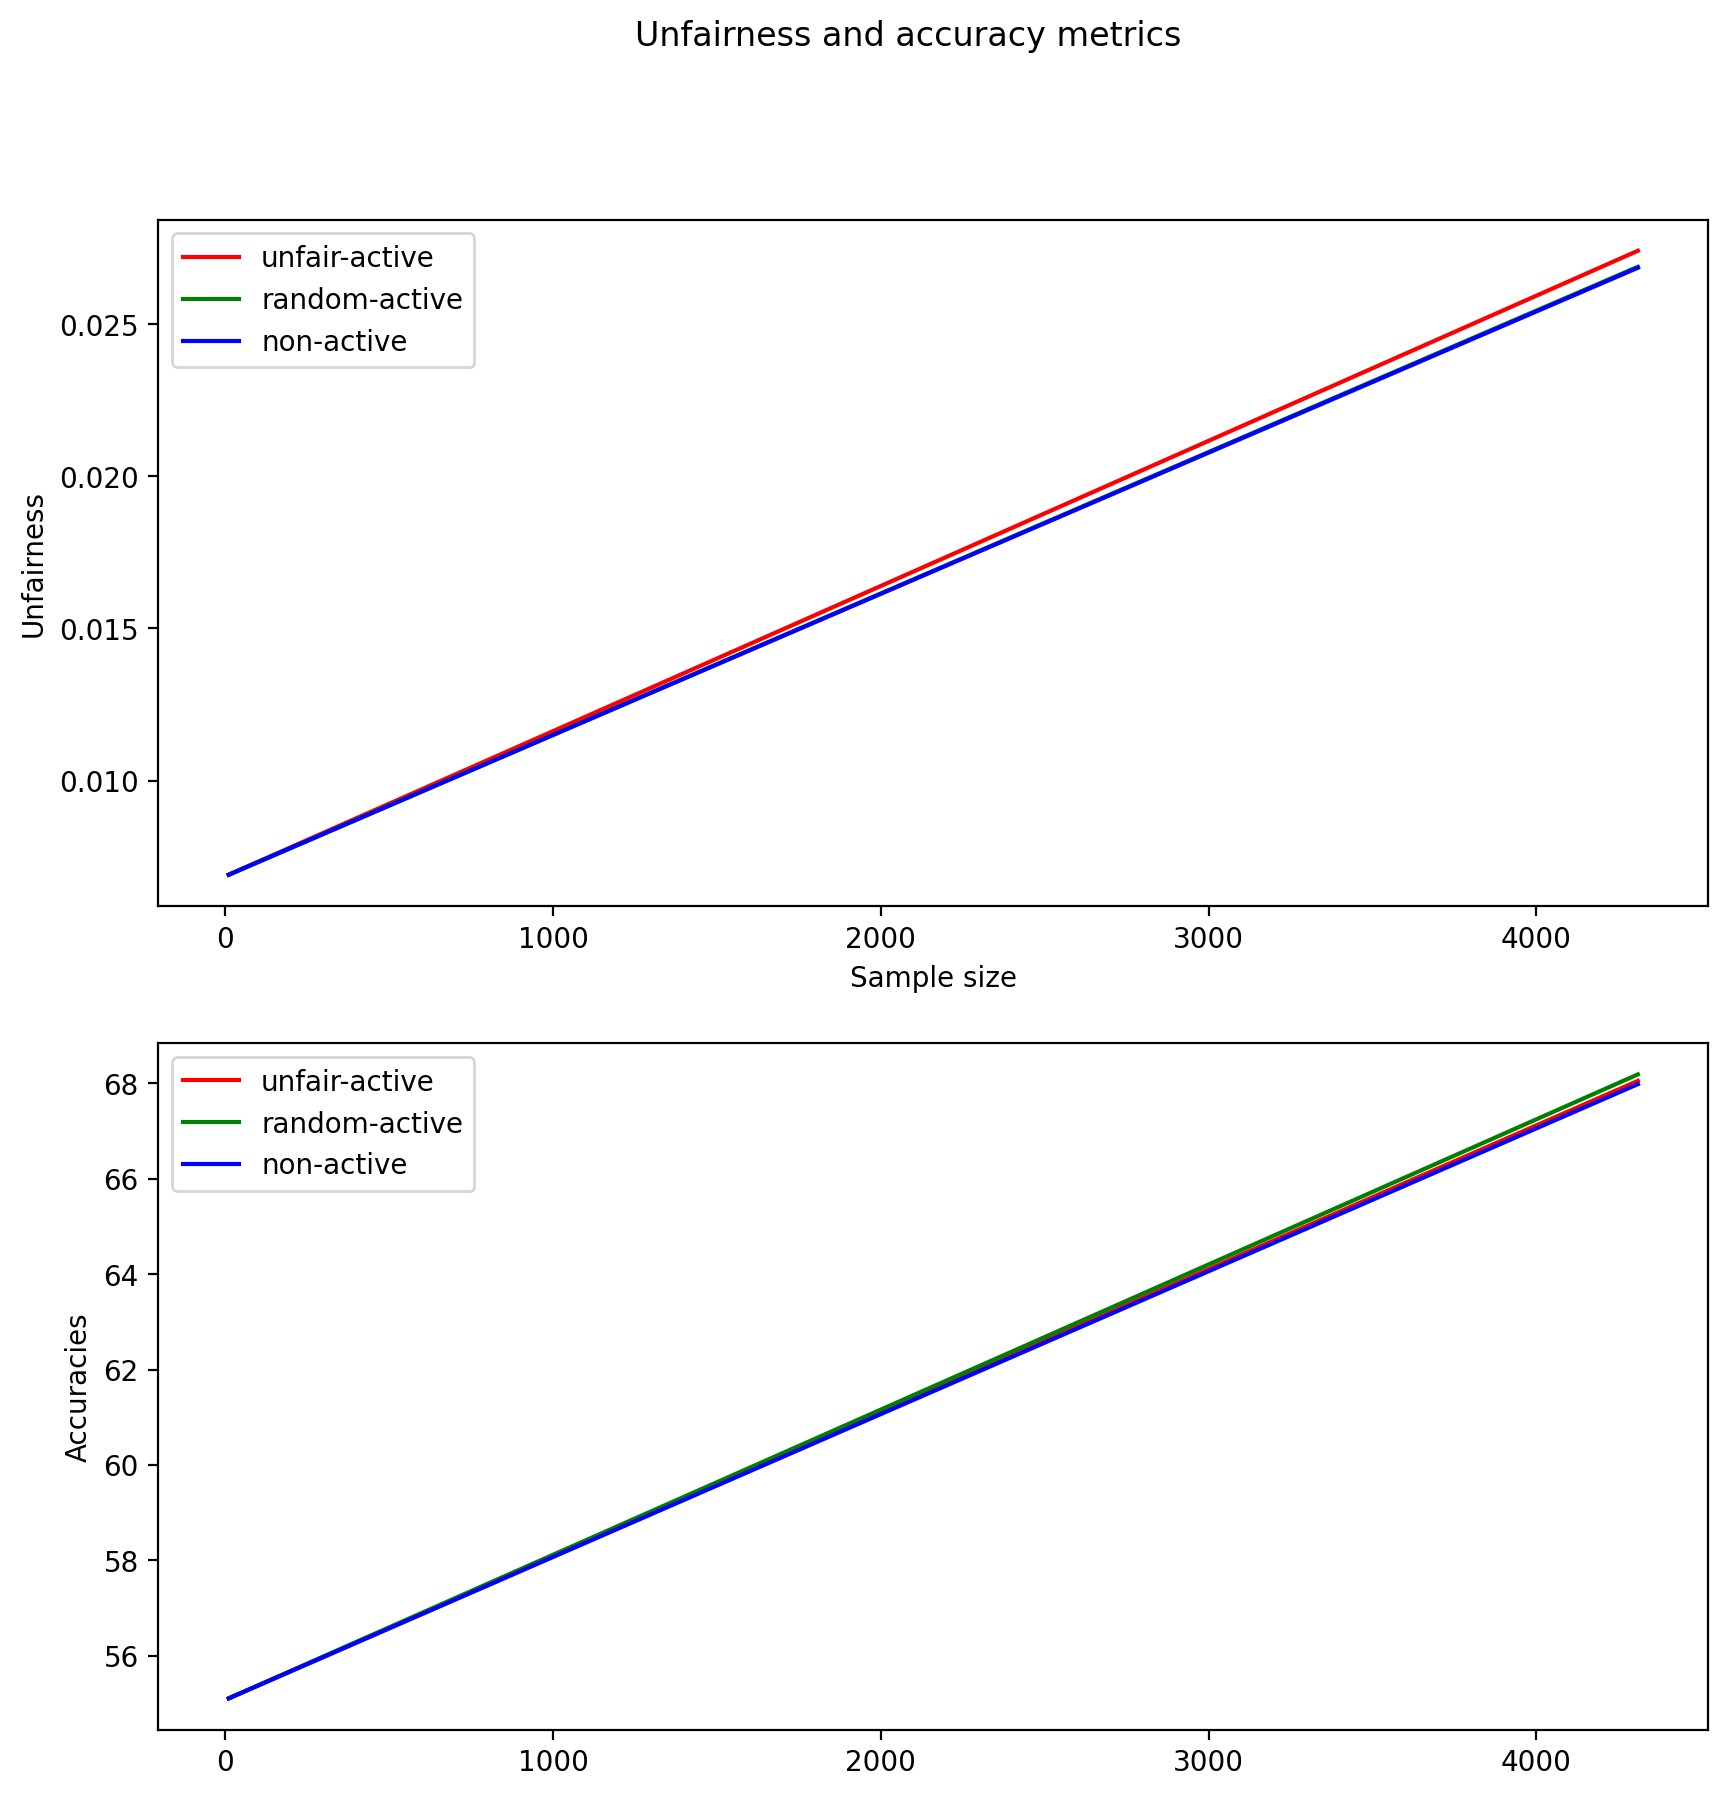 Unfairness and accuracy metrics
unfair-active
random-active
non-active
0.025
0.020
0.015
0.010
Unfairness
0 1000 2000 3000 4000
Sample size
unfair-active
random-active
non-active
68
66
64
62
60
58
56
Accuracies
0 1000 2000 3000 4000